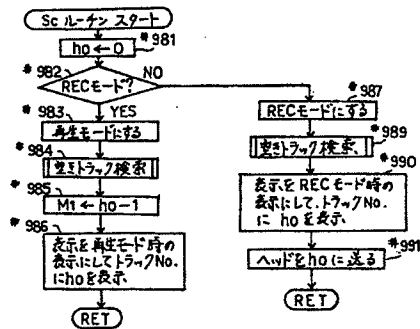 Sc ルーチン スタート
*981
ho←0
*982
RECモード?
NO
YES
*983
再生モードにする
*984
空きトラック検索
*985
M1←ho-1
*986
表示を再生モード時の
表示にしてトラックNo.
にhoを表示
RET
*987
RECモードにする
*989
空きトラック検索
*990
表示をRECモード時の
表示にして、トラックNo.
に ho を表示
*991
ヘッドをhoに送る
RET